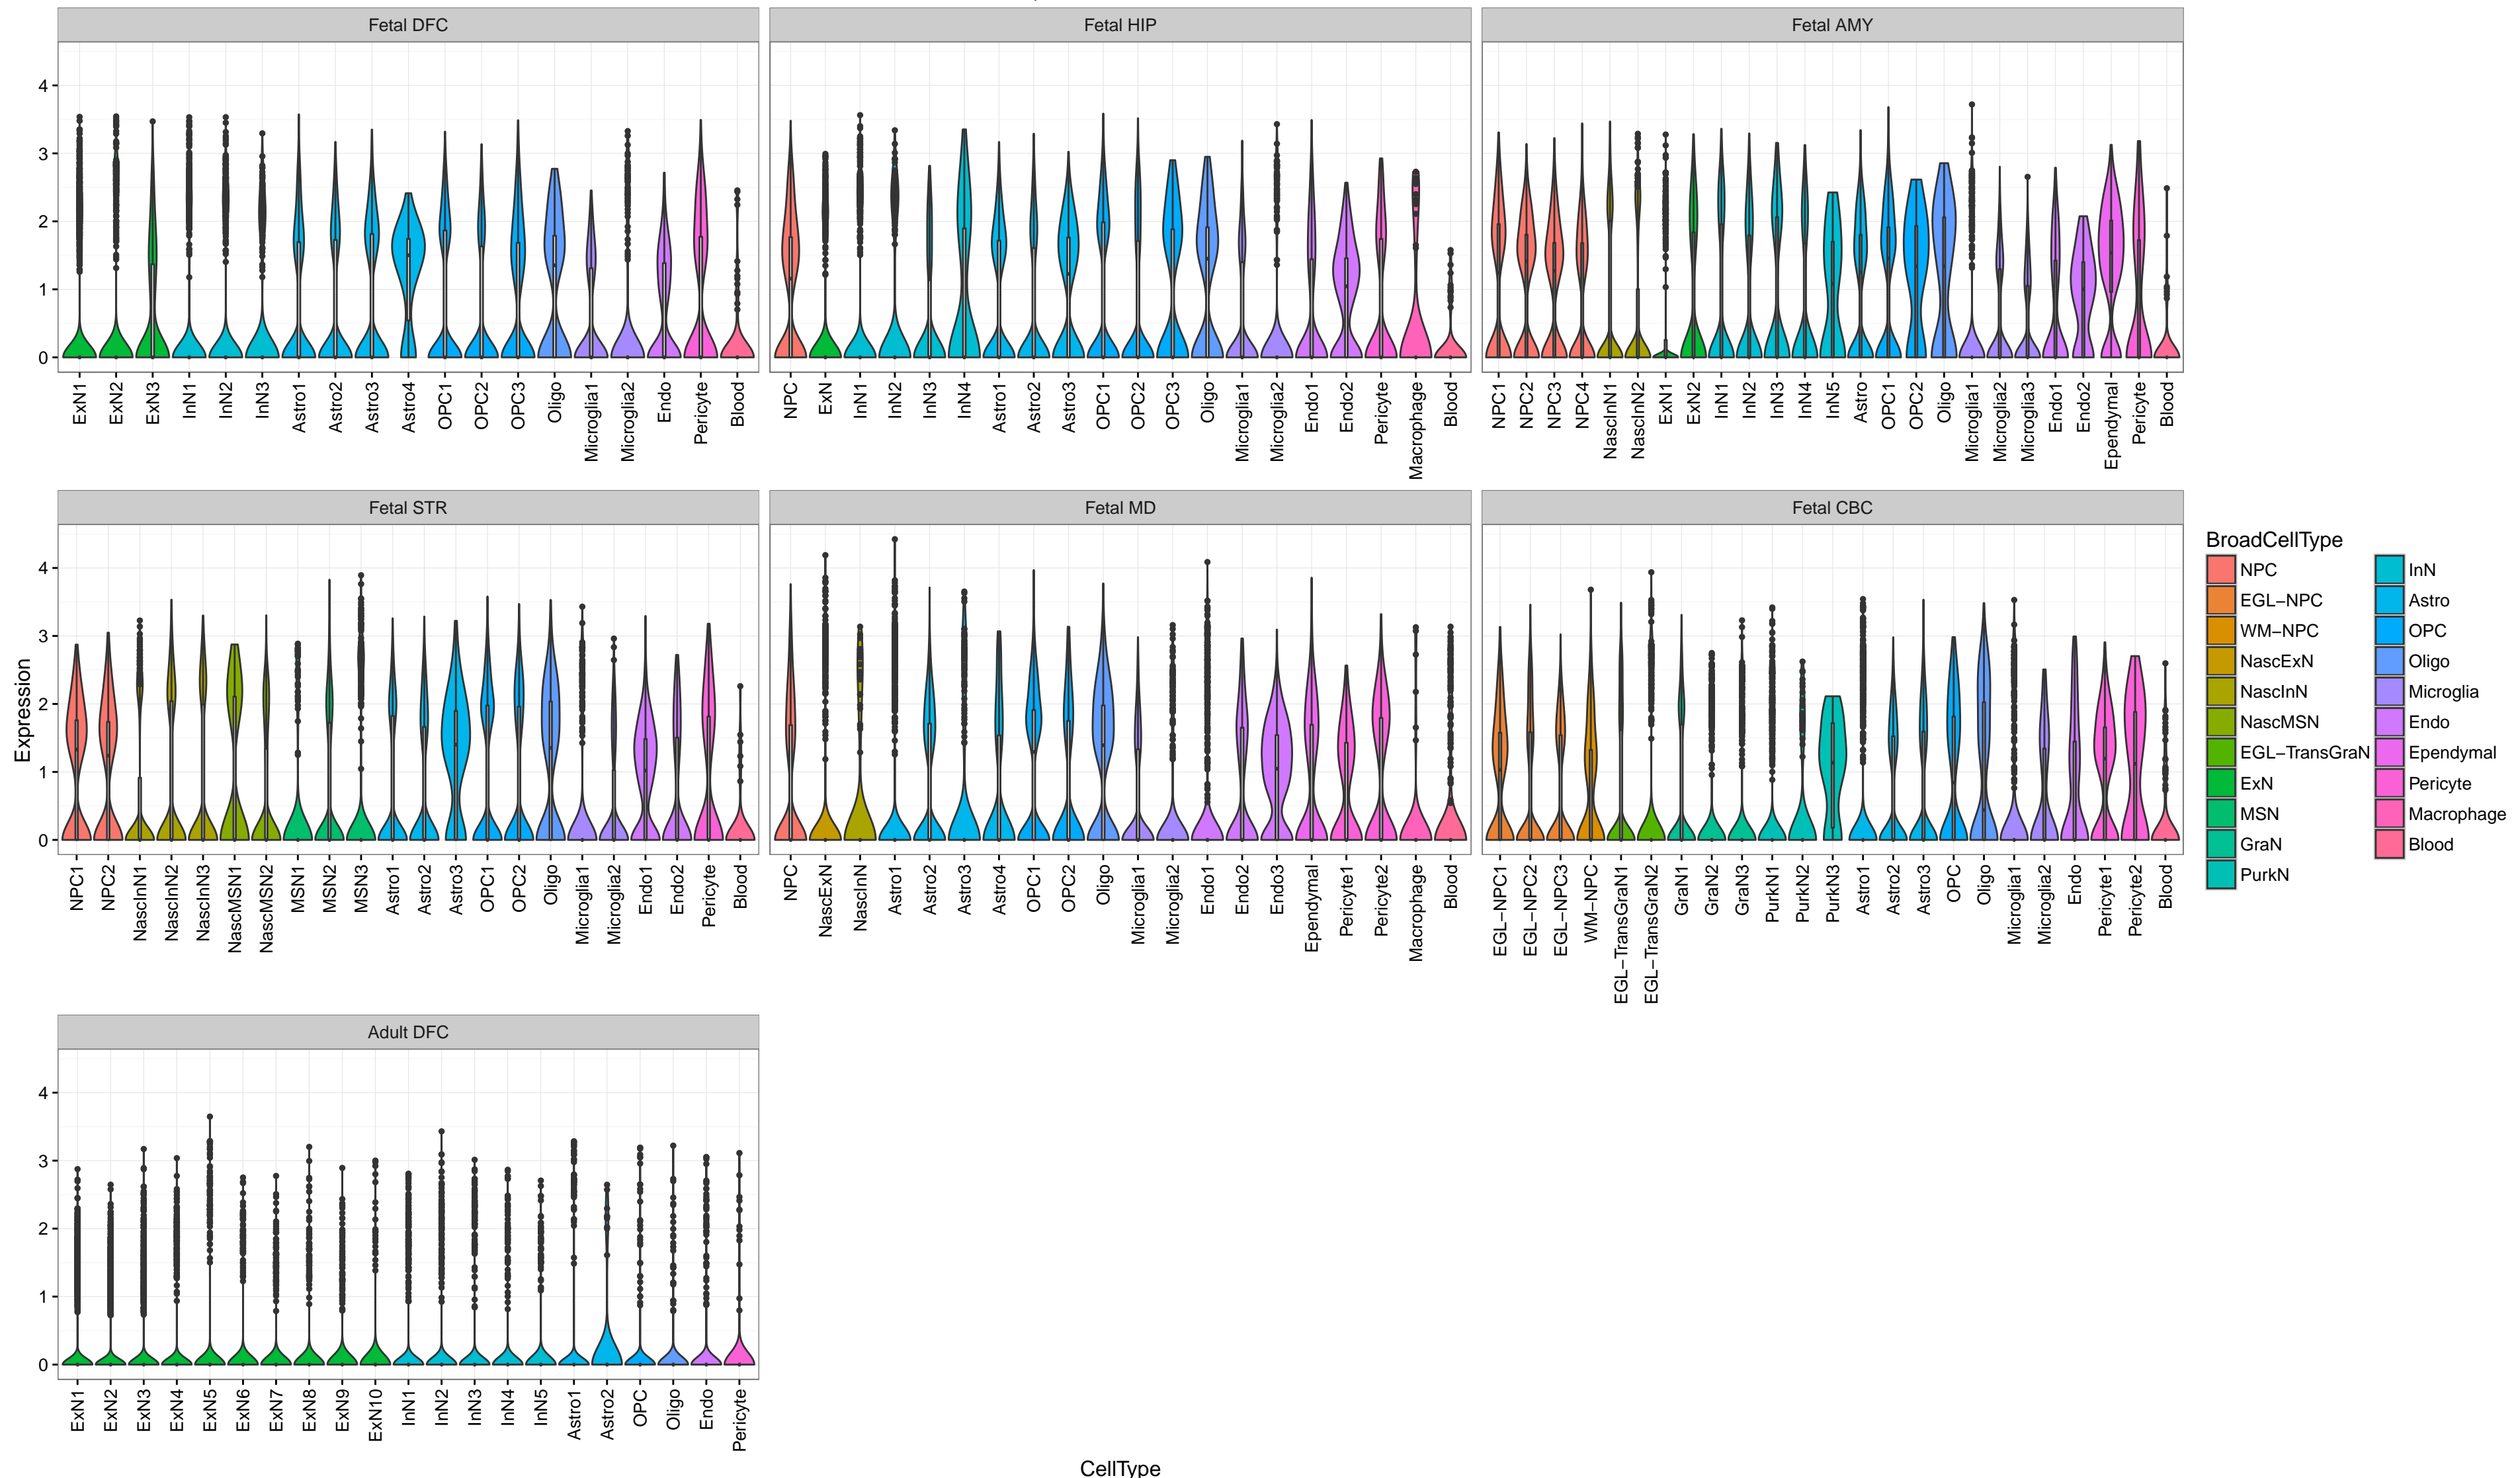 Fetal DFC
Fetal HIP
Fetal AMY
4
3
2
1
0
ExN1 ExN2 ExN3 InN1 InN2 InN3 Astro1 Astro2 Astro3 Astro4 OPC1 OPC2 OPC3 Oligo Microglia1 Microglia2 Endo Pericyte Blood
NPC ExN InN1 InN2 InN3 InN4 Astro1 Astro2 Astro3 OPC1 OPC2 OPC3 Oligo Microglia1 Microglia2 Endo1 Endo2 Pericyte Macrophage Blood
NPC1 NPC2 NPC3 NPC4 NascInN1 NascInN2 ExN1 ExN2 InN1 InN2 InN3 InN4 InN5 Astro OPC1 OPC2 Oligo Microglia1 Microglia2 Microglia3 Endo1 Endo2 Ependymal Pericyte Blood
Fetal STR
Fetal MD
Fetal CBC
Expression
4
3
2
1
0
NPC1 NPC2 NascInN1 NascInN2 NascInN3 NascMSN1 NascMSN2 MSN1 MSN2 MSN3 Astro1 Astro2 Astro3 OPC1 OPC2 Oligo Microglia1 Microglia2 Endo1 Endo2 Pericyte Blood
NPC NascExN NascInN Astro1 Astro2 Astro3 Astro4 OPC1 OPC2 Oligo Microglia1 Microglia2 Endo1 Endo2 Endo3 Ependymal Pericyte1 Pericyte2 Macrophage Blood
EGL−NPC1 EGL−NPC2 EGL−NPC3 WM−NPC EGL−TransGraN1 EGL−TransGraN2 GraN1 GraN2 GraN3 PurkN1 PurkN2 PurkN3 Astro1 Astro2 Astro3 OPC Oligo Microglia1 Microglia2 Endo Pericyte1 Pericyte2 Blood
BroadCellType
NPC
EGL−NPC
WM−NPC
NascExN
NascInN
NascMSN
EGL−TransGraN
ExN
MSN
GraN
PurkN
InN
Astro
OPC
Oligo
Microglia
Endo
Ependymal
Pericyte
Macrophage
Blood
Adult DFC
4
3
2
1
0
ExN1 ExN2 ExN3 ExN4 ExN5 ExN6 ExN7 ExN8 ExN9 ExN10 InN1 InN2 InN3 InN4 InN5 Astro1 Astro2 OPC Oligo Endo Pericyte
CellType